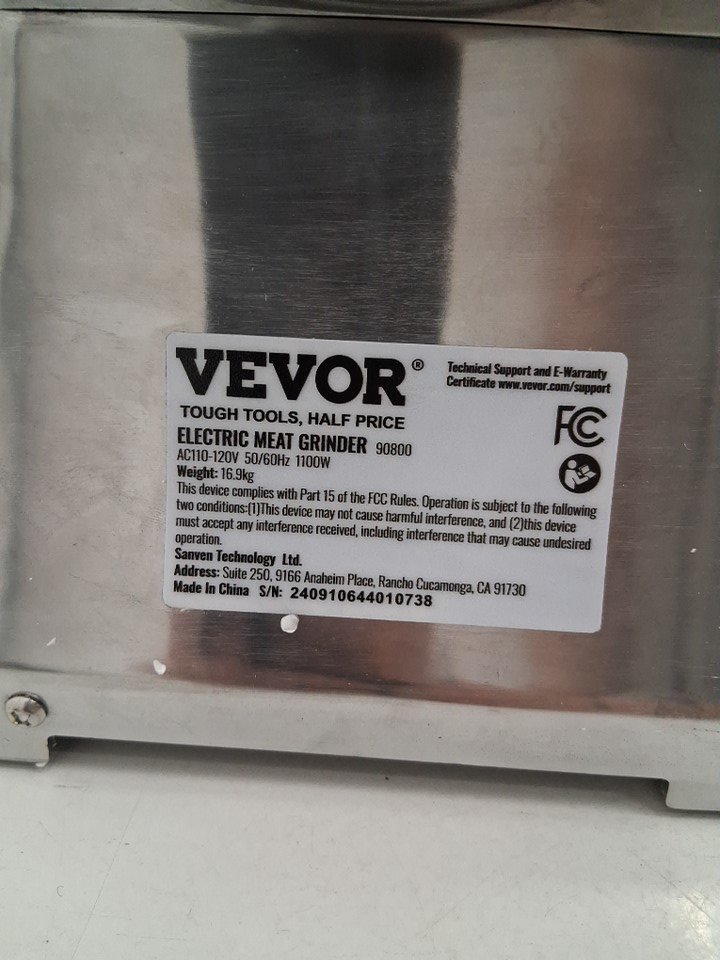 VEVOR®
Technical Support and E-Warranty
Certificate www.vevor.com/support
TOUGH TOOLS, HALF PRICE
FC
ELECTRIC MEAT GRINDER 90800
AC110-120V 50/60Hz 1100W
Weight: 16.9kg
This device complies with Part 15 of the FCC Rules. Operation is subject to the following
two conditions:(1)This device may not cause harmful interference, and (2)this device
must accept any interference received, including interference that may cause undesired
operation.
Sanven Technology Ltd.
Address: Suite 250, 9166 Anaheim Place, Rancho Cucamonga, CA 91730
Made In China S/N: 240910644010738